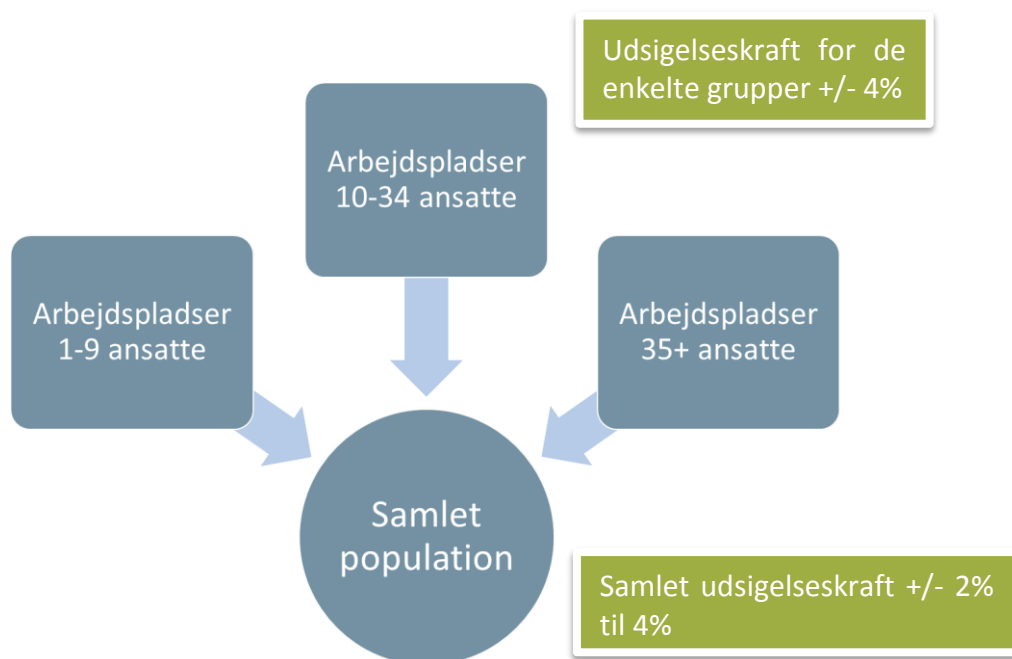 Udsigelseskraft for de
enkelte grupper +/- 4%
Arbejdspladser
10-34 ansatte
Arbejdspladser
1-9 ansatte
Arbejdspladser
35+ ansatte
Samlet
population
Samlet udsigelseskraft +/- 2%
til 4%